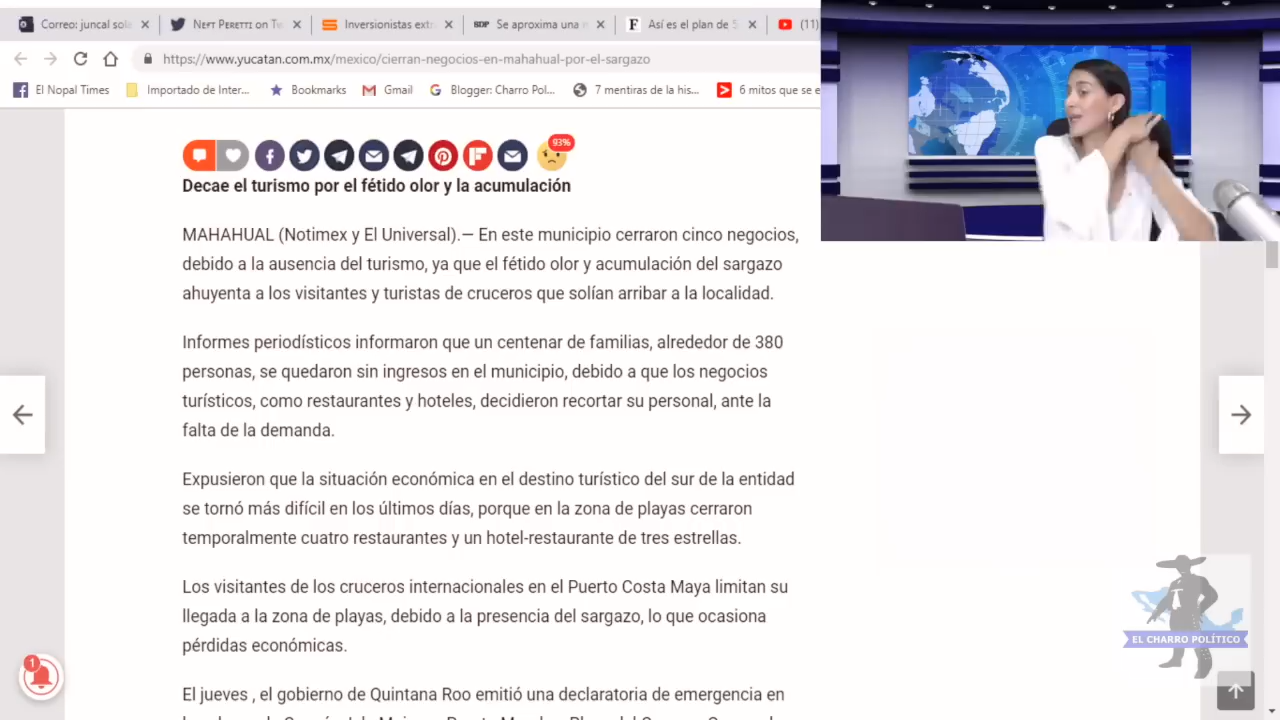 Correo: juncal sola
Neft Peretti on Tw
Inversionistas extr
SDP Se aproxima una
F Así es el plan de 5
(11)
https://www.yucatan.com.mx/mexico/cierran-negocios-en-mahahual-por-el-sargazo
El Nopal Times
Importado de Inter...
Bookmarks
Gmail
Blogger: Charro Pol...
7 mentiras de la his...
6 mitos que se e
93%
Decae el turismo por el fétido olor y la acumulación
MAHAHUAL (Notimex y El Universal).— En este municipio cerraron cinco negocios,
debido a la ausencia del turismo, ya que el fétido olor y acumulación del sargazo
ahuyenta a los visitantes y turistas de cruceros que solían arribar a la localidad.
Informes periodísticos informaron que un centenar de familias, alrededor de 380
personas, se quedaron sin ingresos en el municipio, debido a que los negocios
turísticos, como restaurantes y hoteles, decidieron recortar su personal, ante la
falta de la demanda.
Expusieron que la situación económica en el destino turístico del sur de la entidad
se tornó más difícil en los últimos días, porque en la zona de playas cerraron
temporalmente cuatro restaurantes y un hotel-restaurante de tres estrellas.
Los visitantes de los cruceros internacionales en el Puerto Costa Maya limitan su
llegada a la zona de playas, debido a la presencia del sargazo, lo que ocasiona
pérdidas económicas.
EL CHARRO POLÍTICO
1
El jueves , el gobierno de Quintana Roo emitió una declaratoria de emergencia en